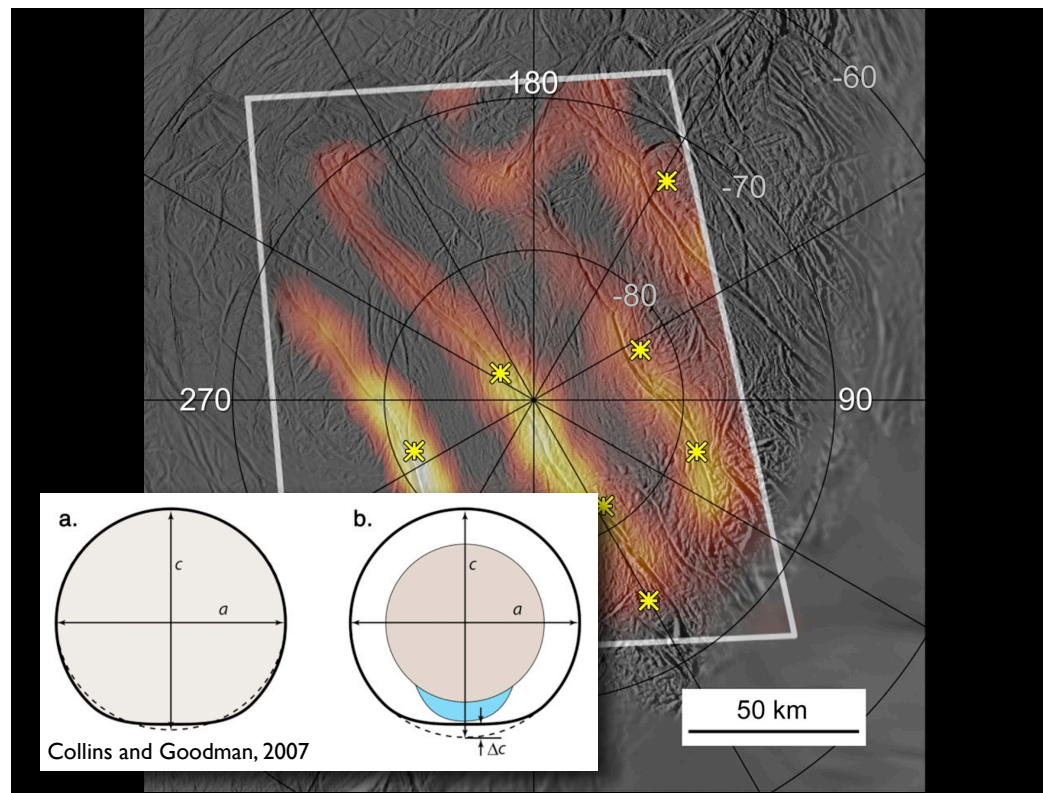 180
-60
-70
-80
270
90
a.
b.
c
a
c
a
Δc
Collins and Goodman, 2007
50 km